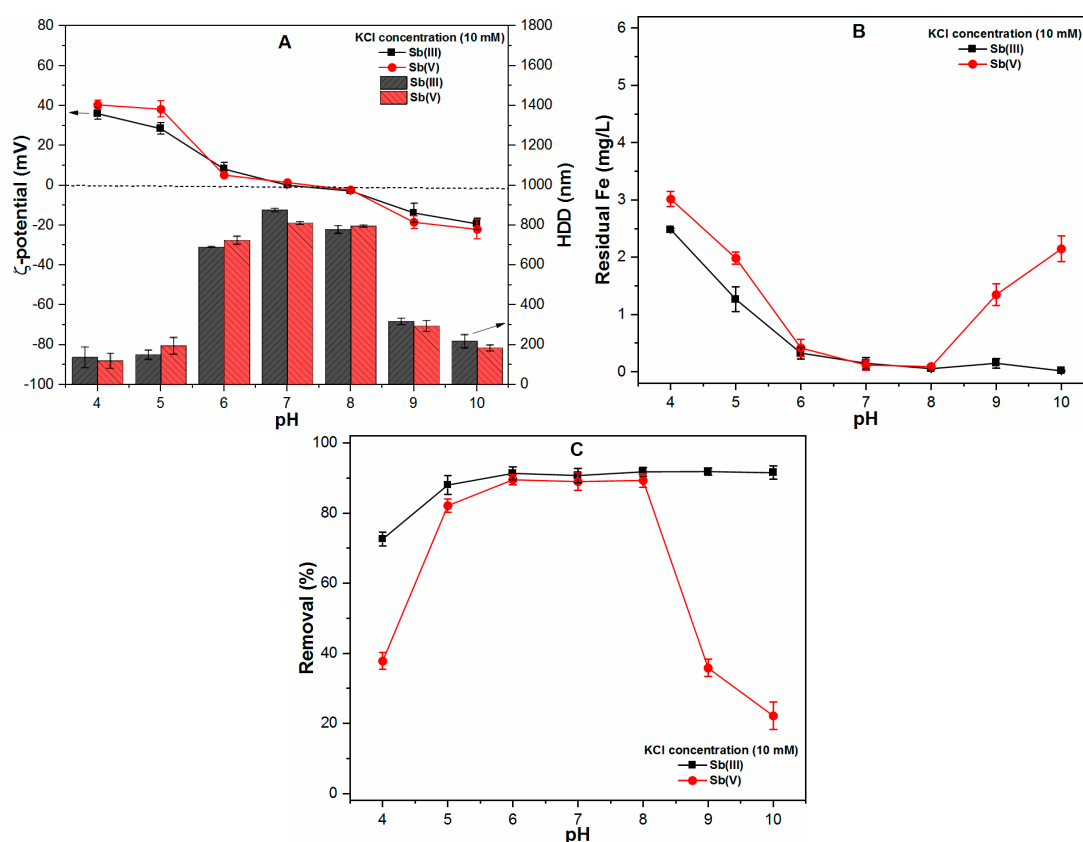 A
KCl concentration (10 mM)
Sb(III)
Sb(V)
Sb(III)
Sb(V)
80
60
40
20
0
-20
-40
-60
-80
-100
ζ-potential (mV)
1800
1600
1400
1200
1000
800
600
400
200
0
HDD (nm)
4 5 6 7 8 9 10
pH
B
KCl concentration (10 mM)
Sb(III)
Sb(V)
6
5
4
3
2
1
0
Residual Fe (mg/L)
4 5 6 7 8 9 10
pH
C
100
80
60
40
20
0
Removal (%)
KCl concentration (10 mM)
Sb(III)
Sb(V)
4 5 6 7 8 9 10
pH